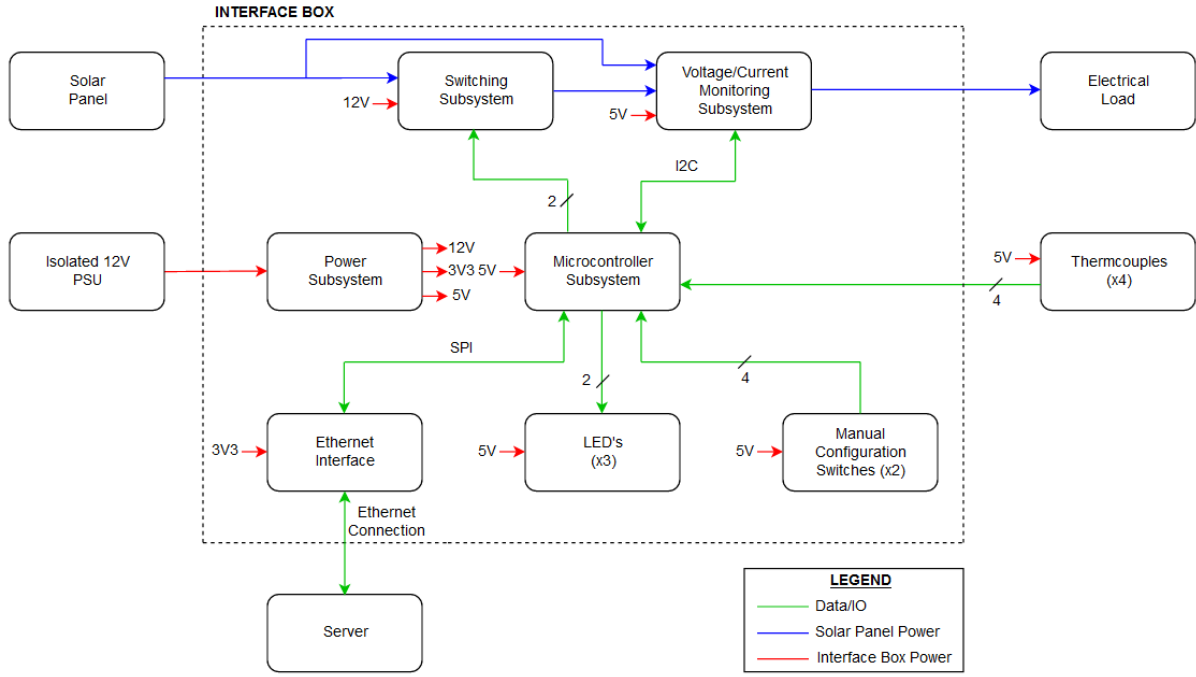 INTERFACE BOX
Solar
Panel
Switching
Subsystem
12V
Voltage/Current
Monitoring
Subsystem
5V
Electrical
Load
I2C
2
Isolated 12V
PSU
Power
Subsystem
12V
3V3
5V
5V
Microcontroller
Subsystem
5V
Thermcouples
(x4)
4
SPI
2
4
3V3
Ethernet
Interface
5V
LED's
(x3)
5V
Manual
Configuration
Switches (x2)
Ethernet
Connection
Server
LEGEND
Data/IO
Solar Panel Power
Interface Box Power